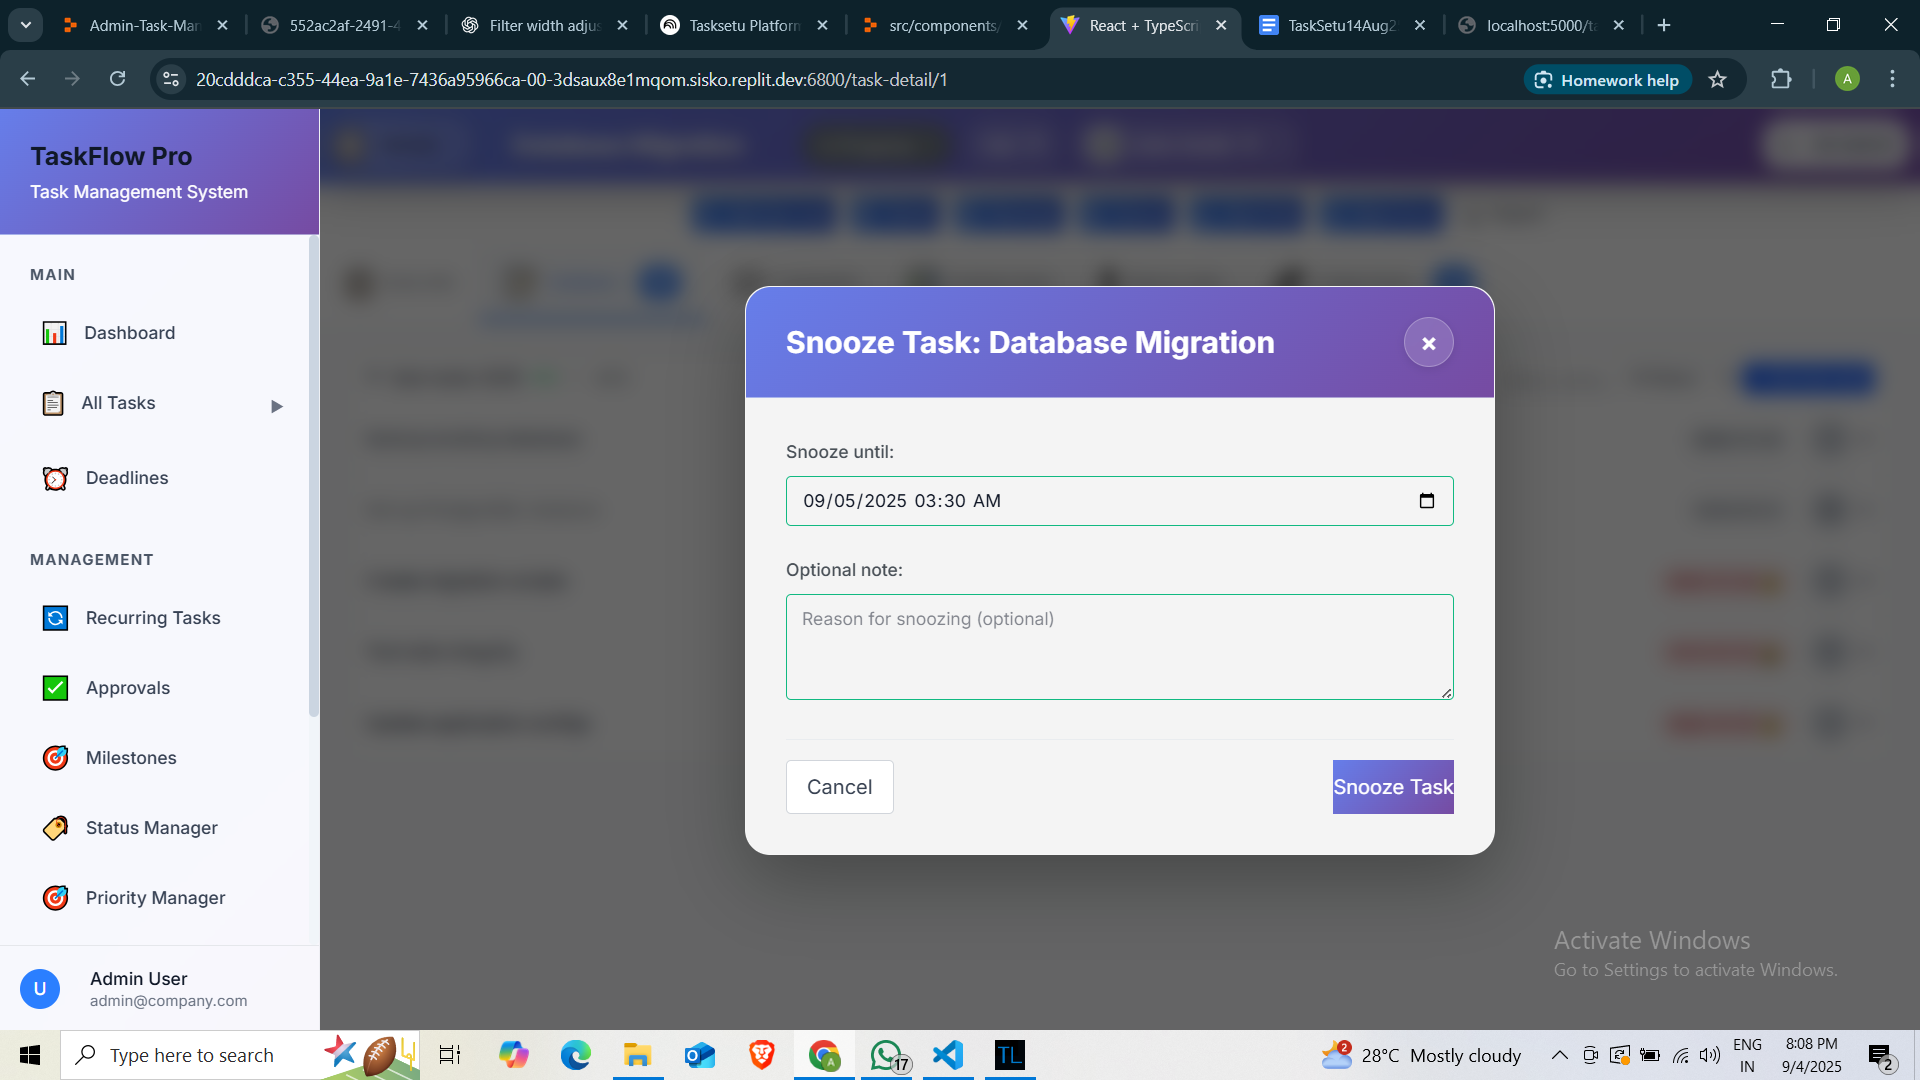 Admin-Task-Man
552ac2af-2491-4
Filter width adjus
Tasksetu Platform
src/components/
React + TypeScri
TaskSetu14Aug2
localhost:5000/ta
20cdddca-c355-44ea-9a1e-7436a95966ca-00-3dsaux8e1mqom.sisko.replit.dev:6800/task-detail/1
Homework help
A
TaskFlow Pro
Task Management System
MAIN
Dashboard
All Tasks
Deadlines
MANAGEMENT
Recurring Tasks
Approvals
Milestones
Status Manager
Priority Manager
U
Admin User
admin@company.com
Snooze Task: Database Migration
Snooze until:
09/05/2025 03:30 AM
Optional note:
Reason for snoozing (optional)
Cancel
Snooze Task
Activate Windows
Go to Settings to activate Windows.
Type here to search
17
TL
2
28°C Mostly cloudy
ENG
IN
8:08 PM
9/4/2025
2